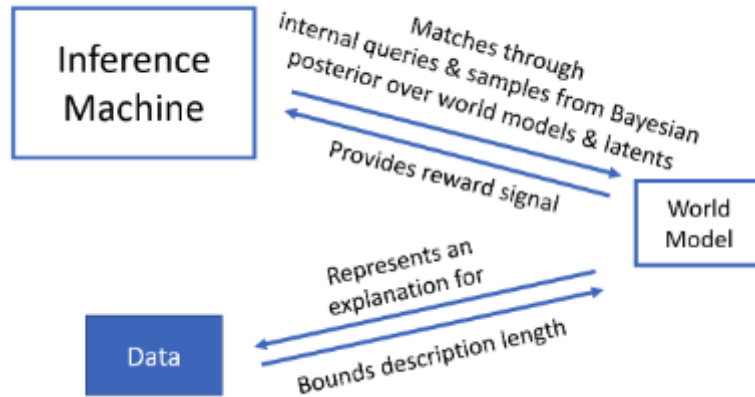 Inference
Machine
Matches through
internal queries & samples from Bayesian
posterior over world models & latents
Provides reward signal
World
Model
Represents an
explanation for
Data
Bounds description length